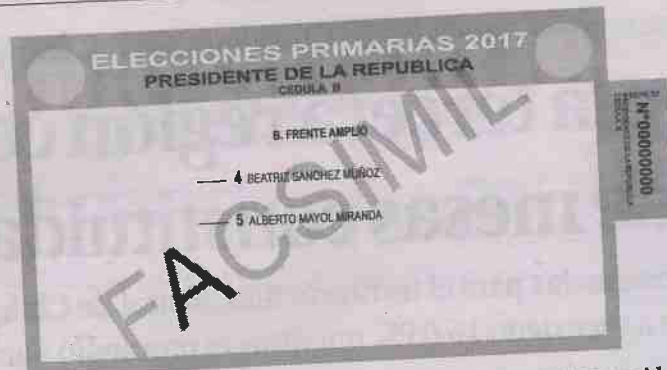 ELECCIONES PRIMARIAS 2017
PRESIDENTE DE LA REPUBLICA
CEDULA B
B. FRENTE AMPLIO
4 BEATRIZ SANCHEZ MUÑOZ
5 ALBERTO MAYOL MIRANDA
FACSIMIL
N°00000000